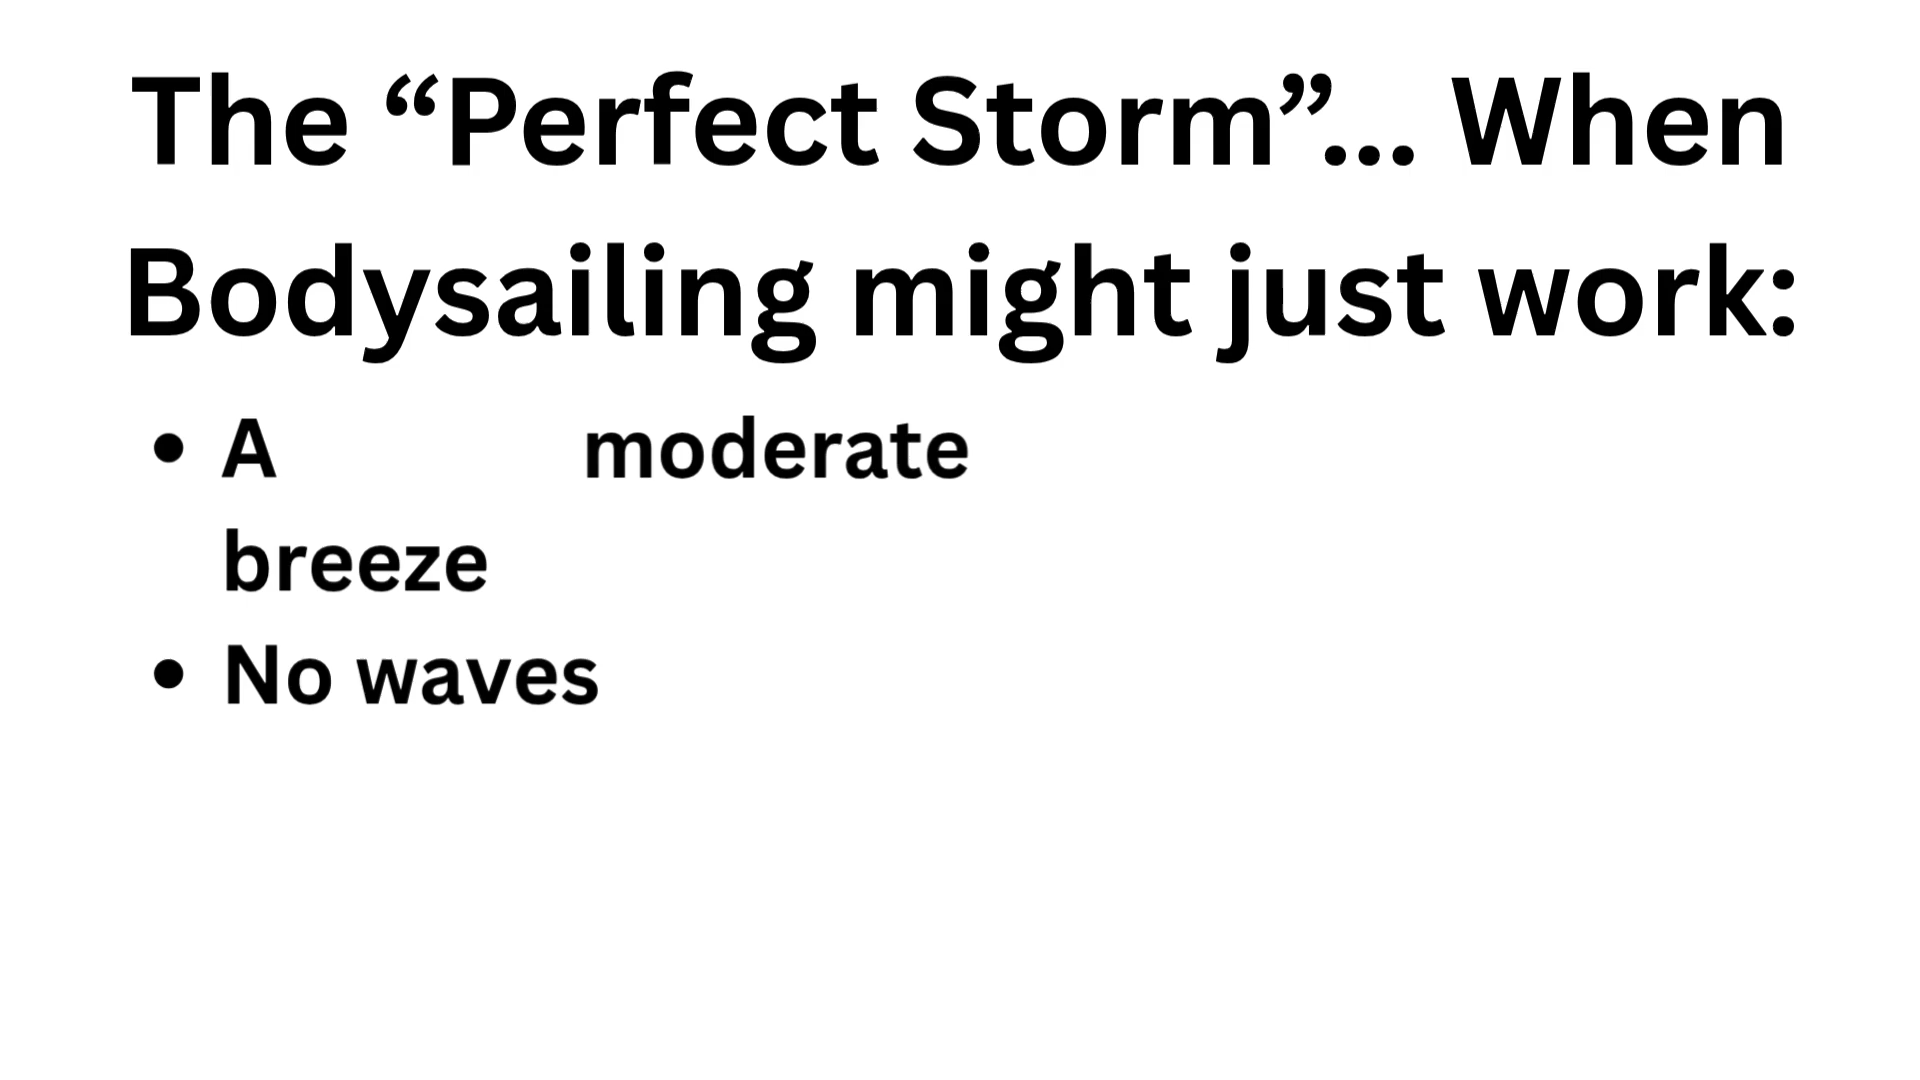 The “Perfect Storm”... When
Bodysailing might just work:
• A moderate
breeze
• No waves